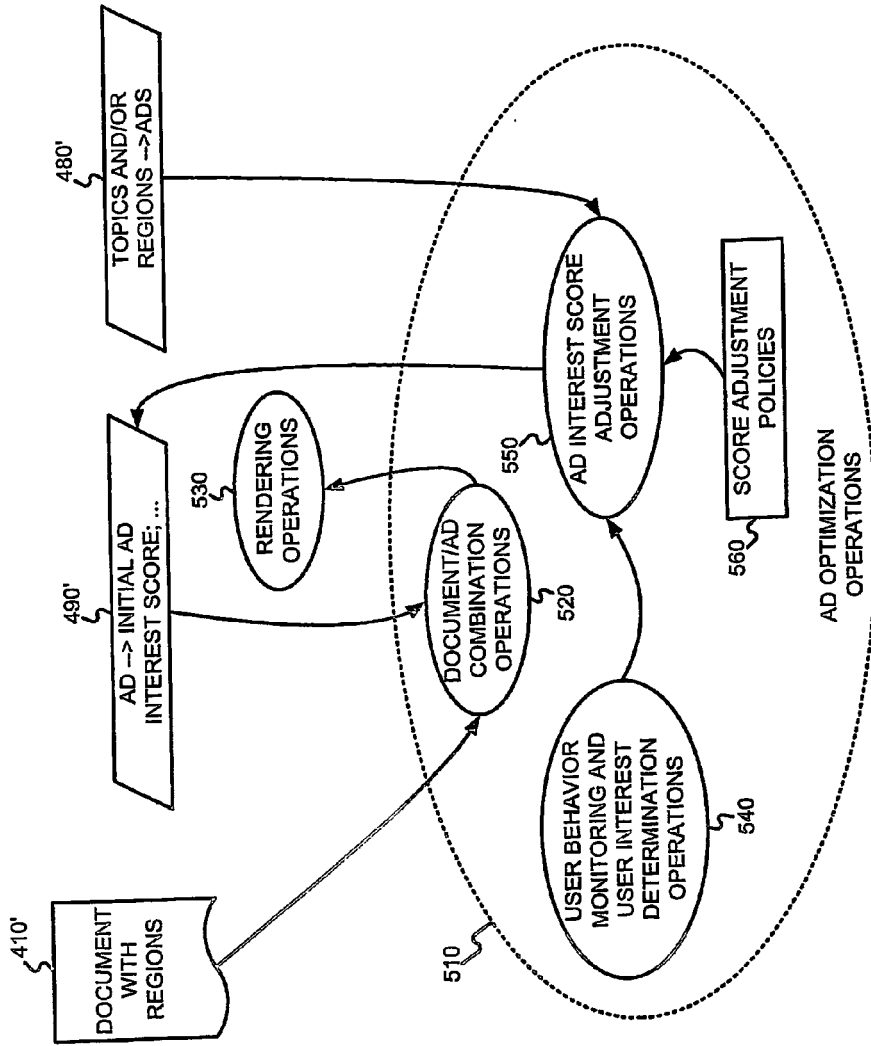 410'
DOCUMENT
WITH
REGIONS
490'
AD --> INITIAL AD
INTEREST SCORE; ...
480'
TOPICS AND/OR
REGIONS -->ADS
530
RENDERING
OPERATIONS
510
DOCUMENT/AD
COMBINATION
OPERATIONS
520
550
AD INTEREST SCORE
ADJUSTMENT
OPERATIONS
USER BEHAVIOR
MONITORING AND
USER INTEREST
DETERMINATION
OPERATIONS
540
560
SCORE ADJUSTMENT
POLICIES
AD OPTIMIZATION
OPERATIONS